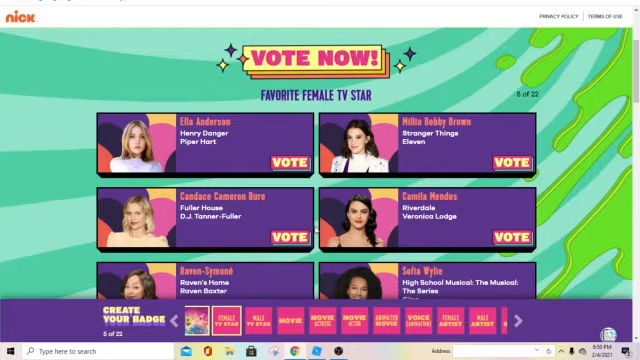 nick
PRIVACY POLICY | TERMS OF USE
VOTE NOW!
FAVORITE FEMALE TV STAR
5 of 22
Ella Anderson
Henry Danger
Piper Hart
VOTE
Millie Bobby Brown
Stranger Things
Eleven
VOTE
Candace Cameron Bure
Fuller House
D.J. Tanner-Fuller
VOTE
Camila Mendes
Riverdale
Veronica Lodge
VOTE
Raven-Symoné
Raven's Home
Raven Baxter
Sofia Wylie
High School Musical: The Musical:
The Series
CREATE
YOUR BADGE
5 of 22
FEMALE
TV STAR
MALE
TV STAR
MOVIE
MOVIE
ACTRESS
MOVIE
ACTOR
ANIMATED
MOVIE
VOICE
(ANIMATION)
FEMALE
ARTIST
MALE
ARTIST
Type here to search
Address
6:50 PM
2/4/2021